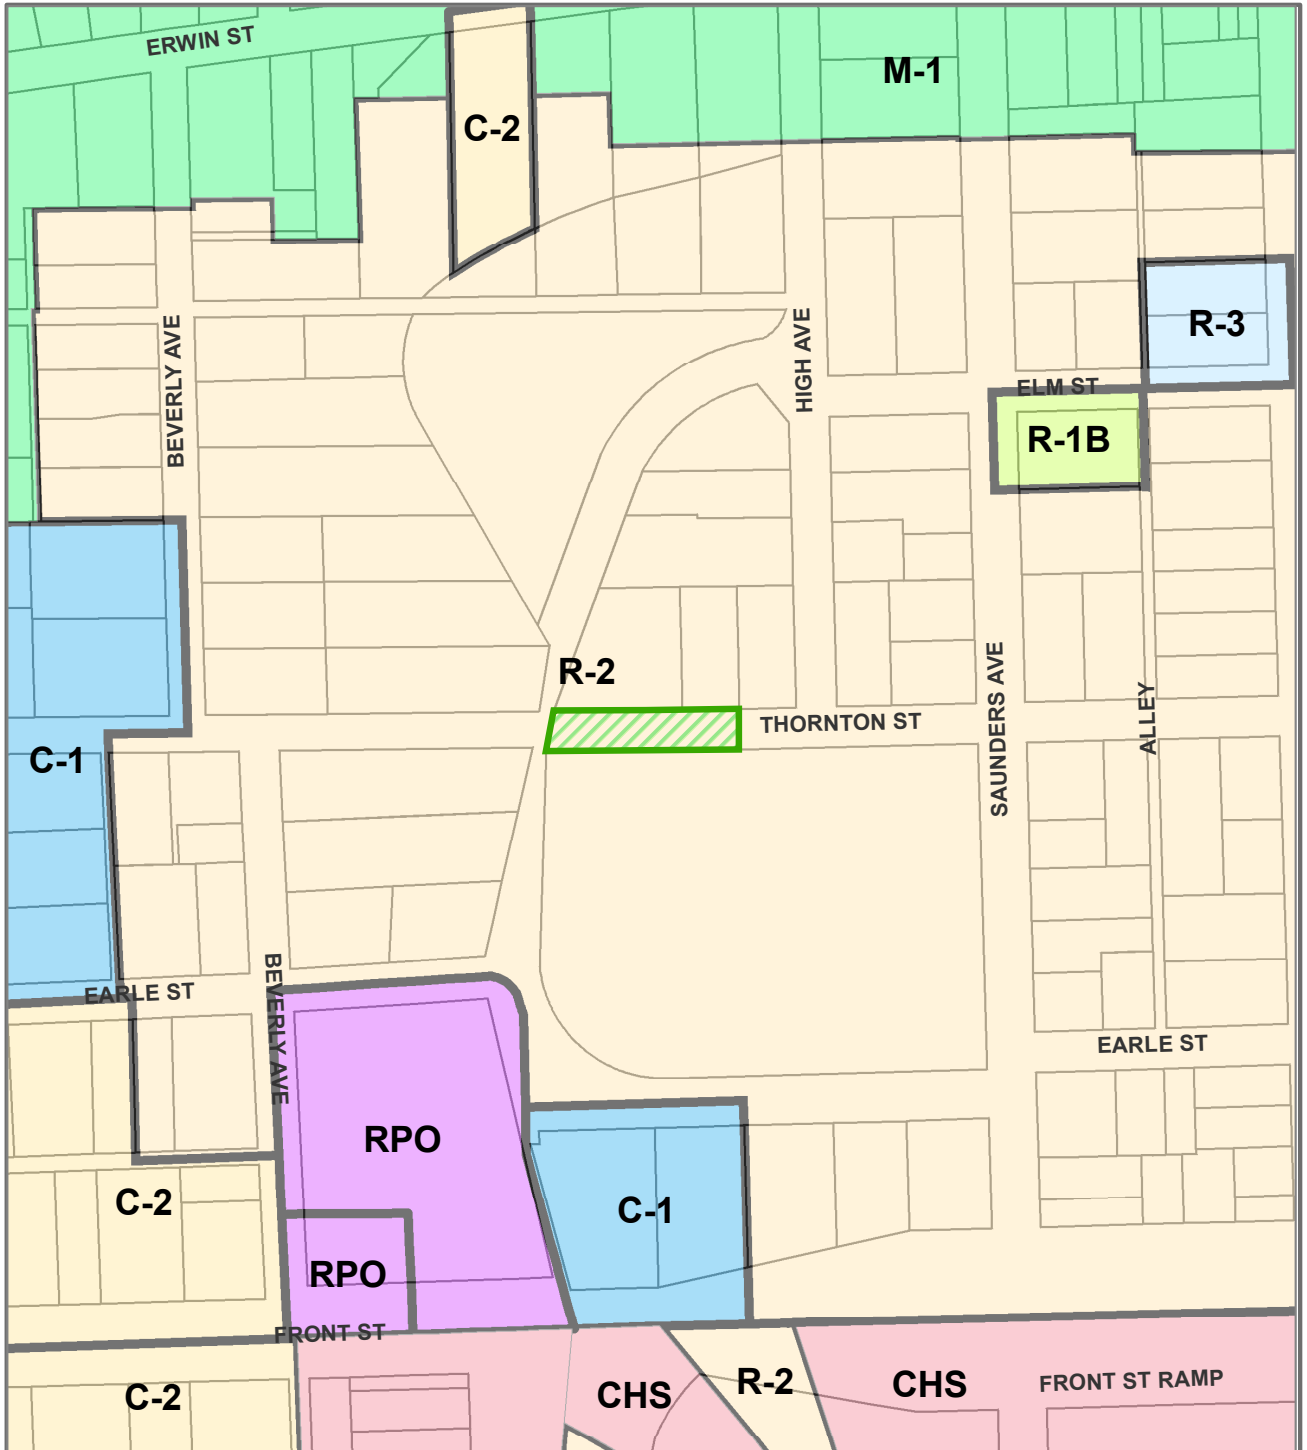 ERWIN ST
M-1
C-2
R-3
BEVERLY AVE
HIGH AVE
ELM ST
R-1B
R-2
THORNTON ST
SAUNDERS AVE
ALLEY
C-1
EARLE ST
BEVERLY AVE
EARLE ST
RPO
C-2
C-1
RPO
FRONT ST
C-2
CHS
R-2
CHS
FRONT ST RAMP